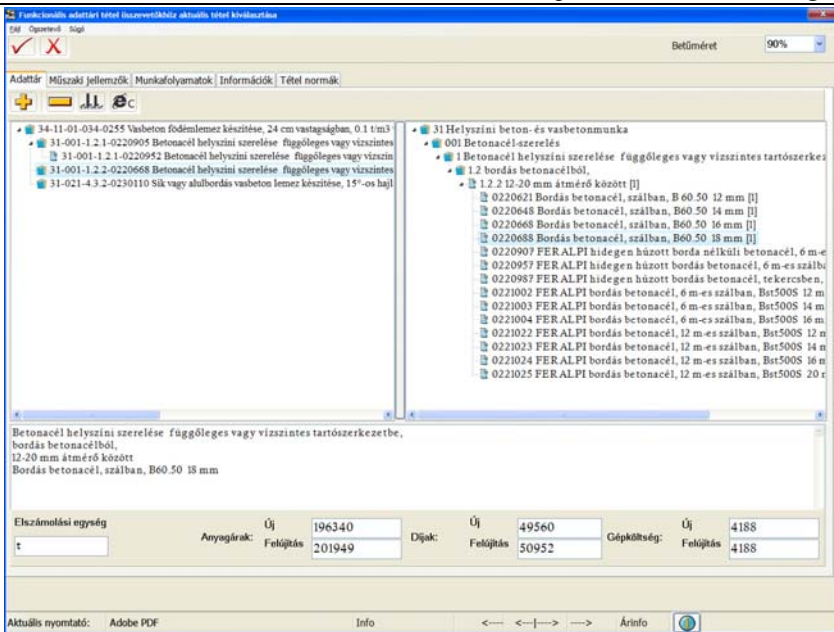 Funkcionális adattári tétel összevetőkhöz aktuális tétel kiválasztása
Fájl Összetevő Súgó
Betűméret 90%
Adattár Műszaki jellemzők Munkafolyamatok Információk Tétel normák
34-11-01-034-0255 Vasbeton födémlemez készítése, 24 cm vastagságban, 0.1 t/m3
31-001-1.2.1-0220905 Betonacél helyszíni szerelése függőleges vagy vízszintes
31-001-1.2.1-0220952 Betonacél helyszíni szerelése függőleges vagy vízszin
31-001-1.2.2-0220668 Betonacél helyszíni szerelése függőleges vagy vízszintes
31-021-4.3.2-0230110 Sík vagy alulbordás vasbeton lemez készítése, 15°-os hajl
31 Helyszíni beton- és vasbetonmunka
001 Betonacél-szerelés
1 Betonacél helyszíni szerelése függőleges vagy vízszintes tartószerkez
1.2 bordás betonacélból,
1.2.2 12-20 mm átmérő között [1]
0220621 Bordás betonacél, szálban, B 60.50 12 mm [1]
0220648 Bordás betonacél, szálban, B60.50 14 mm [1]
0220668 Bordás betonacél, szálban, B60.50 16 mm [1]
0220688 Bordás betonacél, szálban, B60.50 18 mm [1]
0220907 FERALPI hidegen húzott borda nélküli betonacél, 6 m-e
0220957 FERALPI hidegen húzott bordás betonacél, 6 m-es szálba
0220987 FERALPI hidegen húzott bordás betonacél, tekercsben,
0221002 FERALPI bordás betonacél, 6 m-es szálban, Bst500S 12 m
0221003 FERALPI bordás betonacél, 6 m-es szálban, Bst500S 14 m
0221004 FERALPI bordás betonacél, 6 m-es szálban, Bst500S 16 m
0221022 FERALPI bordás betonacél, 12 m-es szálban, Bst500S 12 m
0221023 FERALPI bordás betonacél, 12 m-es szálban, Bst500S 14 m
0221024 FERALPI bordás betonacél, 12 m-es szálban, Bst500S 16 m
0221025 FERALPI bordás betonacél, 12 m-es szálban, Bst500S 20 r
Betonacél helyszíni szerelése függőleges vagy vízszintes tartószerkezetbe,
bordás betonacélból,
12-20 mm átmérő között
Bordás betonacél, szálban, B60.50 18 mm
Elszámolási egység
t
Anyagárak: Új 196340 Felújítás 201949
Díjak: Új 49560 Felújítás 50952
Gépköltség: Új 4188 Felújítás 4188
Aktuális nyomtató: Adobe PDF Info <---- <---|----> ----> Árinfo